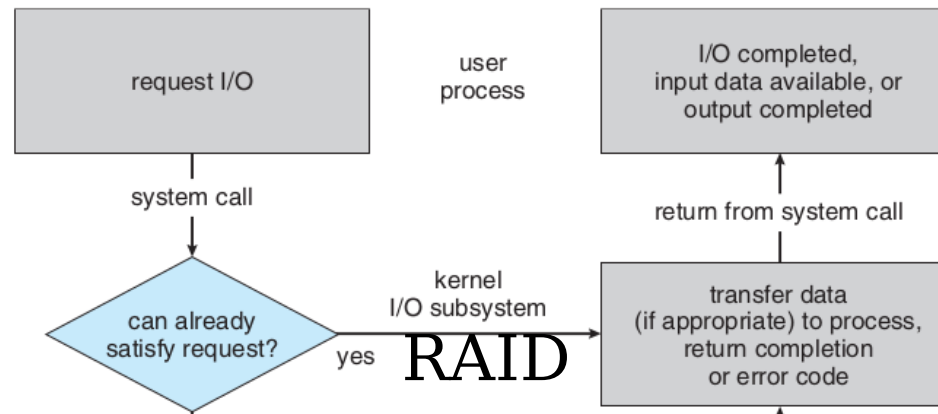 request I/O
user
process
I/O completed,
input data available, or
output completed
system call
return from system call
can already
satisfy request?
kernel
I/O subsystem
yes
RAID
transfer data
(if appropriate) to process,
return completion
or error code